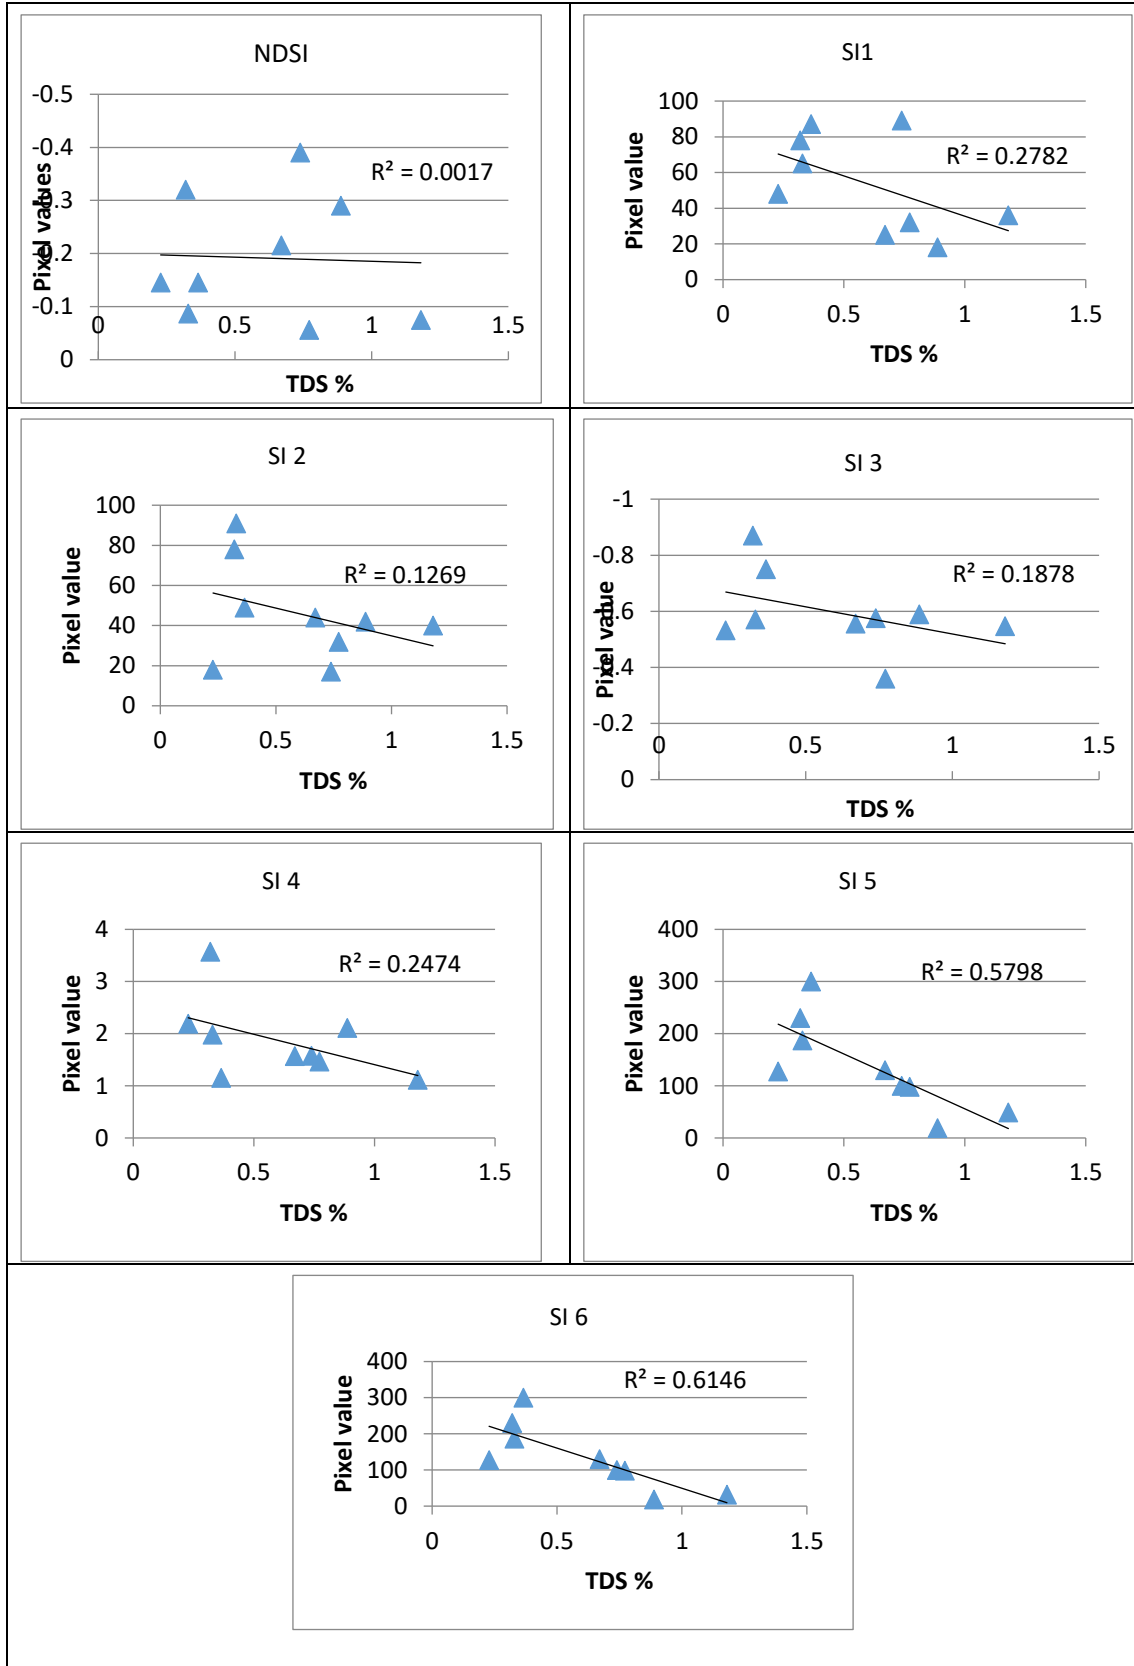 NDSI
-0.5
-0.4
-0.3
-0.2
-0.1
0
0 0.5 1 1.5
Pixel values
TDS %
R² = 0.0017
SI1
100
80
60
40
20
0
0 0.5 1 1.5
Pixel value
TDS %
R² = 0.2782
SI 2
100
80
60
40
20
0
0 0.5 1 1.5
Pixel value
TDS %
R² = 0.1269
SI 3
-1
-0.8
-0.6
-0.4
-0.2
0
0 0.5 1 1.5
Pixel value
TDS %
R² = 0.1878
SI 4
4
3
2
1
0
0 0.5 1 1.5
Pixel value
TDS %
R² = 0.2474
SI 5
400
300
200
100
0
0 0.5 1 1.5
Pixel value
TDS %
R² = 0.5798
SI 6
400
300
200
100
0
0 0.5 1 1.5
Pixel value
TDS %
R² = 0.6146